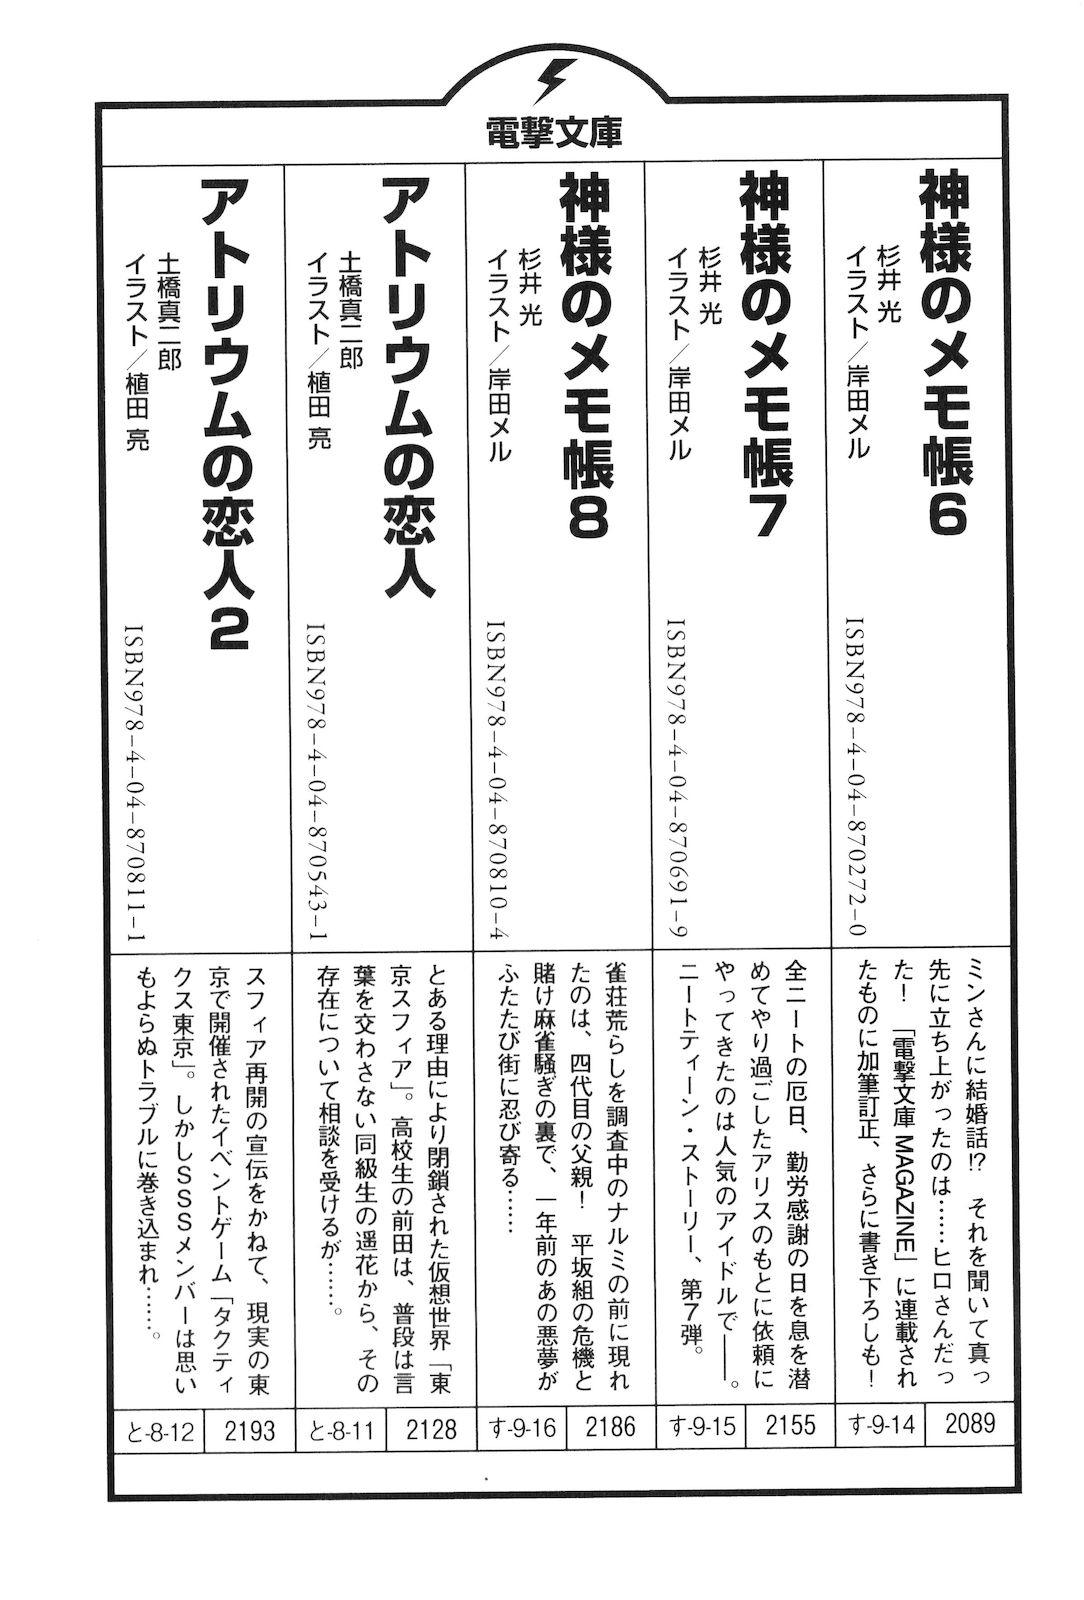 電撃文庫
神様のメモ帳6
杉井 光
イラスト/岸田メル
ISBN978-4-04-870272-0
ミンさんに結婚話!? それを聞いて真っ
先に立ち上がったのは……ヒロさんだっ
た! 「電撃文庫 MAGAZINE」に連載され
たものに加筆訂正、さらに書き下ろしも!
す-9-14
2089
神様のメモ帳7
杉井 光
イラスト/岸田メル
ISBN978-4-04-870691-9
全ニートの厄日、勤労感謝の日を息を潜
めてやり過ごしたアリスのもとに依頼に
やってきたのは人気のアイドルで――。
ニートティーン・ストーリー、第7弾。
す-9-15
2155
神様のメモ帳8
杉井 光
イラスト/岸田メル
ISBN978-4-04-870810-4
雀荘荒らしを調査中のナルミの前に現れ
たのは、四代目の父親! 平坂組の危機と
賭け麻雀騒ぎの裏で、一年前のあの悪夢が
ふたたび街に忍び寄る……
す-9-16
2186
アトリウムの恋人
土橋真二郎
イラスト/植田 亮
ISBN978-4-04-870543-1
とある理由により閉鎖された仮想世界「東
京スフィア」。高校生の前田は、普段は言
葉を交わさない同級生の遥花から、その
存在について相談を受けるが……。
と-8-11
2128
アトリウムの恋人2
土橋真二郎
イラスト/植田 亮
ISBN978-4-04-870811-1
スフィア再開の宣伝をかねて、現実の東
京で開催されたイベントゲーム「タクティ
クス東京」。しかしSSSメンバーは思い
もよらぬトラブルに巻き込まれ……。
と-8-12
2193